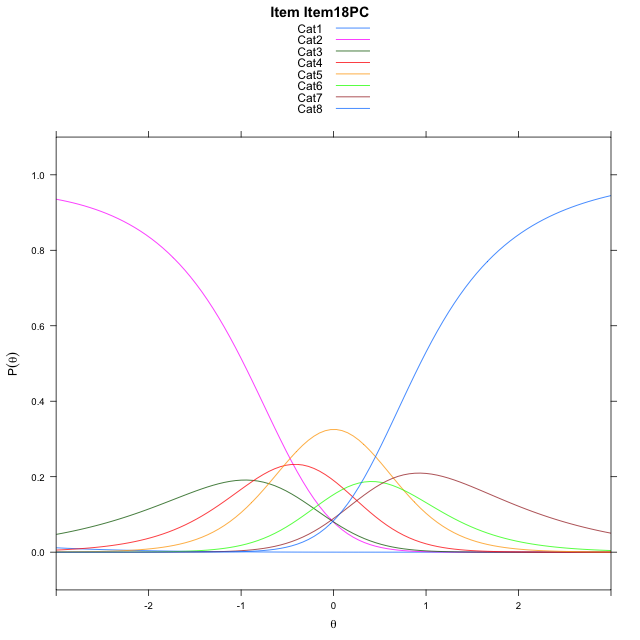 Item Item18PC
Cat1
Cat2
Cat3
Cat4
Cat5
Cat6
Cat7
Cat8
1.0
0.8
0.6
0.4
0.2
0.0
P(θ)
-2 -1 0 1 2
θ